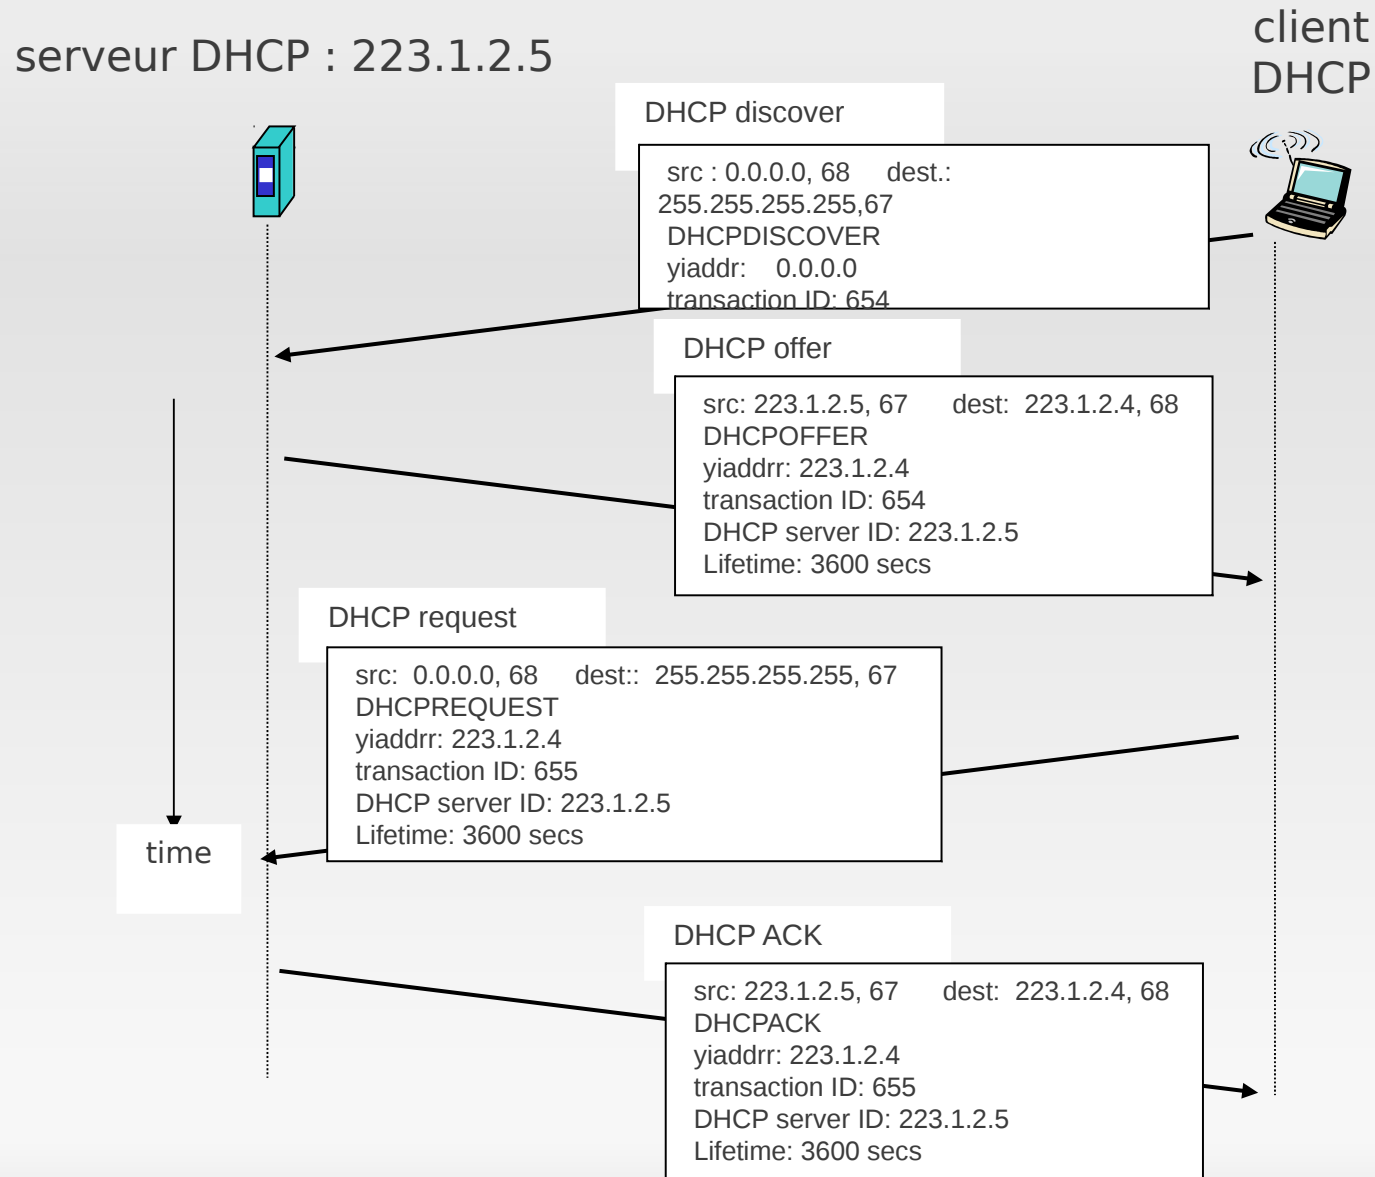 serveur DHCP : 223.1.2.5
client
DHCP
DHCP discover
src : 0.0.0.0, 68 dest.:
255.255.255.255,67
DHCPDISCOVER
yiaddr: 0.0.0.0
transaction ID: 654
DHCP offer
src: 223.1.2.5, 67 dest: 223.1.2.4, 68
DHCPOFFER
yiaddrr: 223.1.2.4
transaction ID: 654
DHCP server ID: 223.1.2.5
Lifetime: 3600 secs
DHCP request
src: 0.0.0.0, 68 dest:: 255.255.255.255, 67
DHCPREQUEST
yiaddrr: 223.1.2.4
transaction ID: 655
DHCP server ID: 223.1.2.5
Lifetime: 3600 secs
time
DHCP ACK
src: 223.1.2.5, 67 dest: 223.1.2.4, 68
DHCPACK
yiaddrr: 223.1.2.4
transaction ID: 655
DHCP server ID: 223.1.2.5
Lifetime: 3600 secs